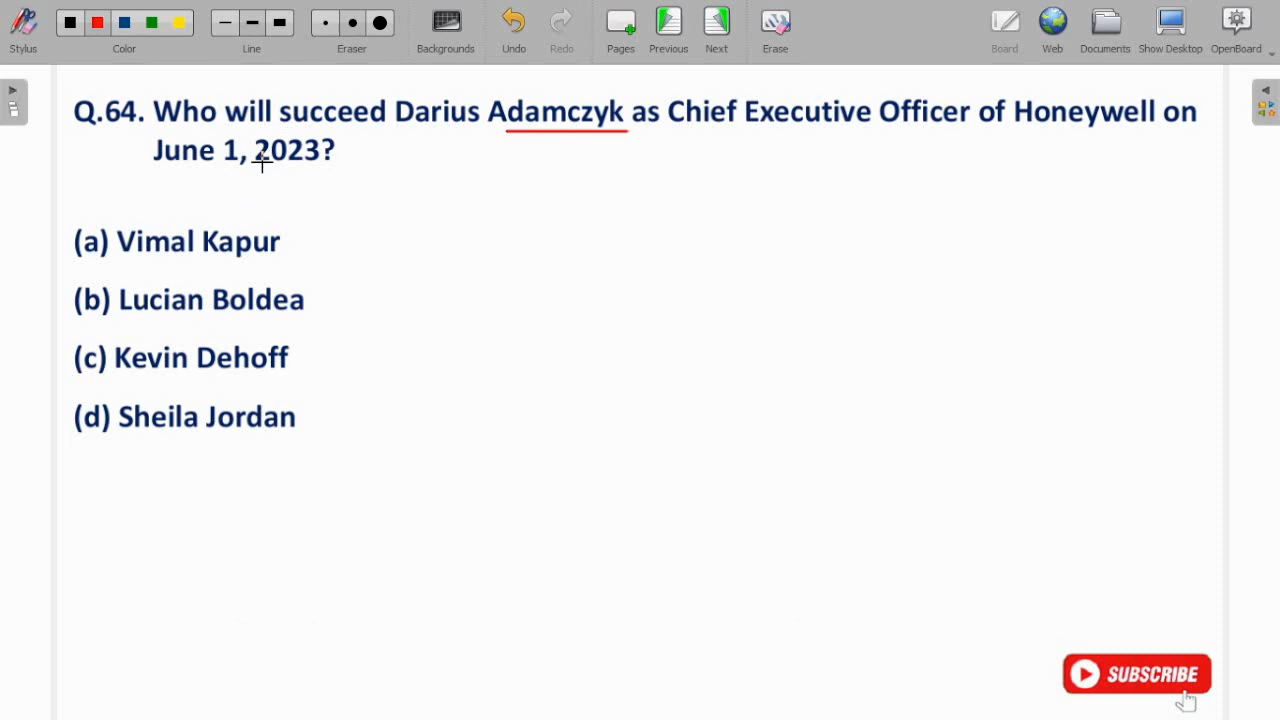 Stylus Color Line Eraser Backgrounds Undo Redo Pages Previous Next Erase Board Web Documents Show Desktop OpenBoard
Q.64. Who will succeed Darius Adamczyk as Chief Executive Officer of Honeywell on
June 1, 2023?
(a) Vimal Kapur
(b) Lucian Boldea
(c) Kevin Dehoff
(d) Sheila Jordan
SUBSCRIBE